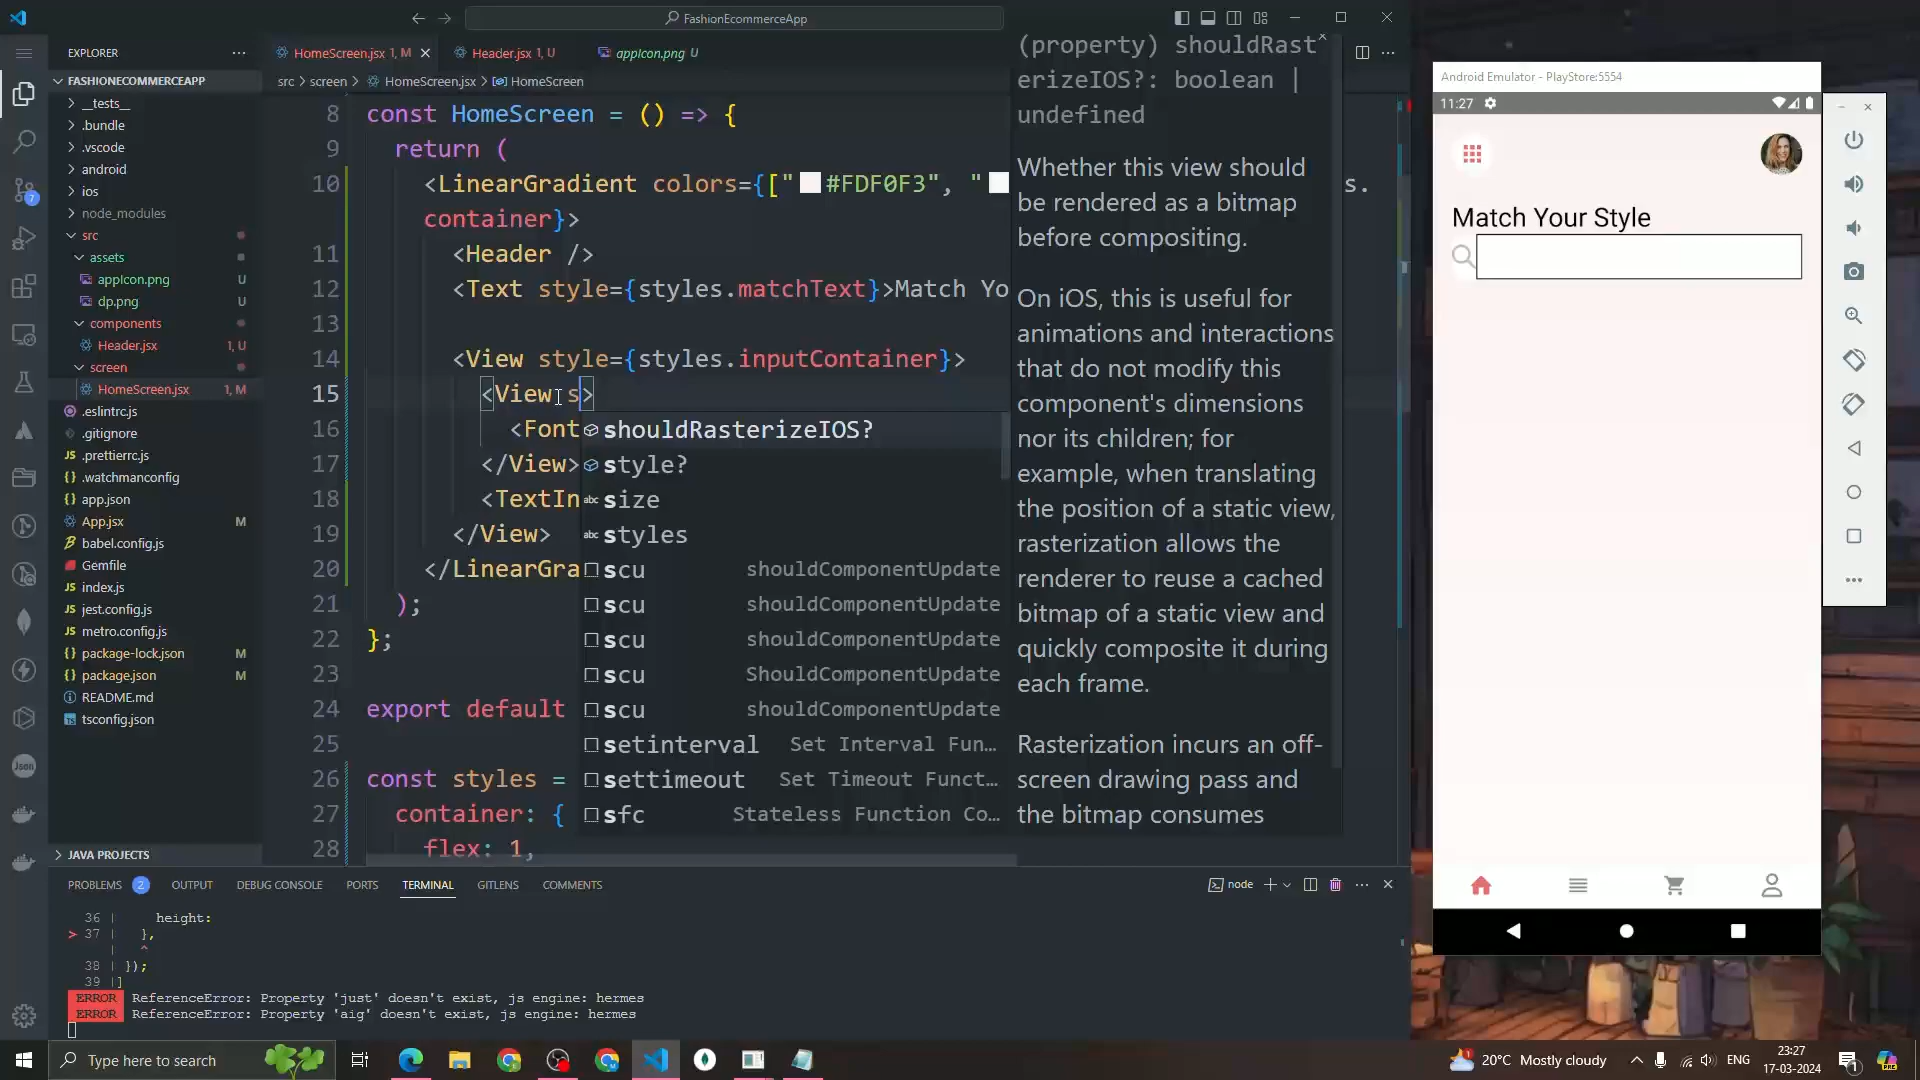 FashionEcommerceApp
EXPLORER
HomeScreen.jsx 1, M
Header.jsx 1, U
appIcon.png U
FASHIONECOMMERCEAPP
src > screen > HomeScreen.jsx > HomeScreen
__tests__
.bundle
.vscode
android
ios
node_modules
src
assets
appIcon.png U
dp.png U
components
Header.jsx 1, U
screen
HomeScreen.jsx 1, M
.eslintrc.js
.gitignore
.prettierrc.js
.watchmanconfig
app.json
App.jsx M
babel.config.js
Gemfile
index.js
jest.config.js
metro.config.js
package-lock.json M
package.json M
README.md
tsconfig.json
JAVA PROJECTS
7
Json
8 const HomeScreen = () => {
9 return (
10 <LinearGradient colors={["#FDF0F3", " s.
container}>
11 <Header />
12 <Text style={styles.matchText}>Match Yo
13
14 <View style={styles.inputContainer}>
15 <View s>
16 <Font
17 </View>
18 <TextIn
19 </View>
20 </LinearGra
21 );
22 };
23
24 export default
25
26 const styles =
27 container: {
28 flex: 1,
shouldRasterizeIOS?
style?
abc size
abc styles
scu shouldComponentUpdate
scu shouldComponentUpdate
scu shouldComponentUpdate
scu ShouldComponentUpdate
scu shouldComponentUpdate
setinterval Set Interval Fun…
settimeout Set Timeout Funct…
sfc Stateless Function Co…
(property) shouldRast
erizeIOS?: boolean |
undefined
Whether this view should
be rendered as a bitmap
before compositing.
On iOS, this is useful for
animations and interactions
that do not modify this
component's dimensions
nor its children; for
example, when translating
the position of a static view,
rasterization allows the
renderer to reuse a cached
bitmap of a static view and
quickly composite it during
each frame.
Rasterization incurs an off-
screen drawing pass and
the bitmap consumes
PROBLEMS 2 OUTPUT DEBUG CONSOLE PORTS TERMINAL GITLENS COMMENTS
node
36 | height:
> 37 | },
| ^
38 | });
39 |]
ERROR ReferenceError: Property 'just' doesn't exist, js engine: hermes
ERROR ReferenceError: Property 'aig' doesn't exist, js engine: hermes
Android Emulator - PlayStore:5554
11:27
Match Your Style
Type here to search
20°C Mostly cloudy
ENG
23:27
17-03-2024
1